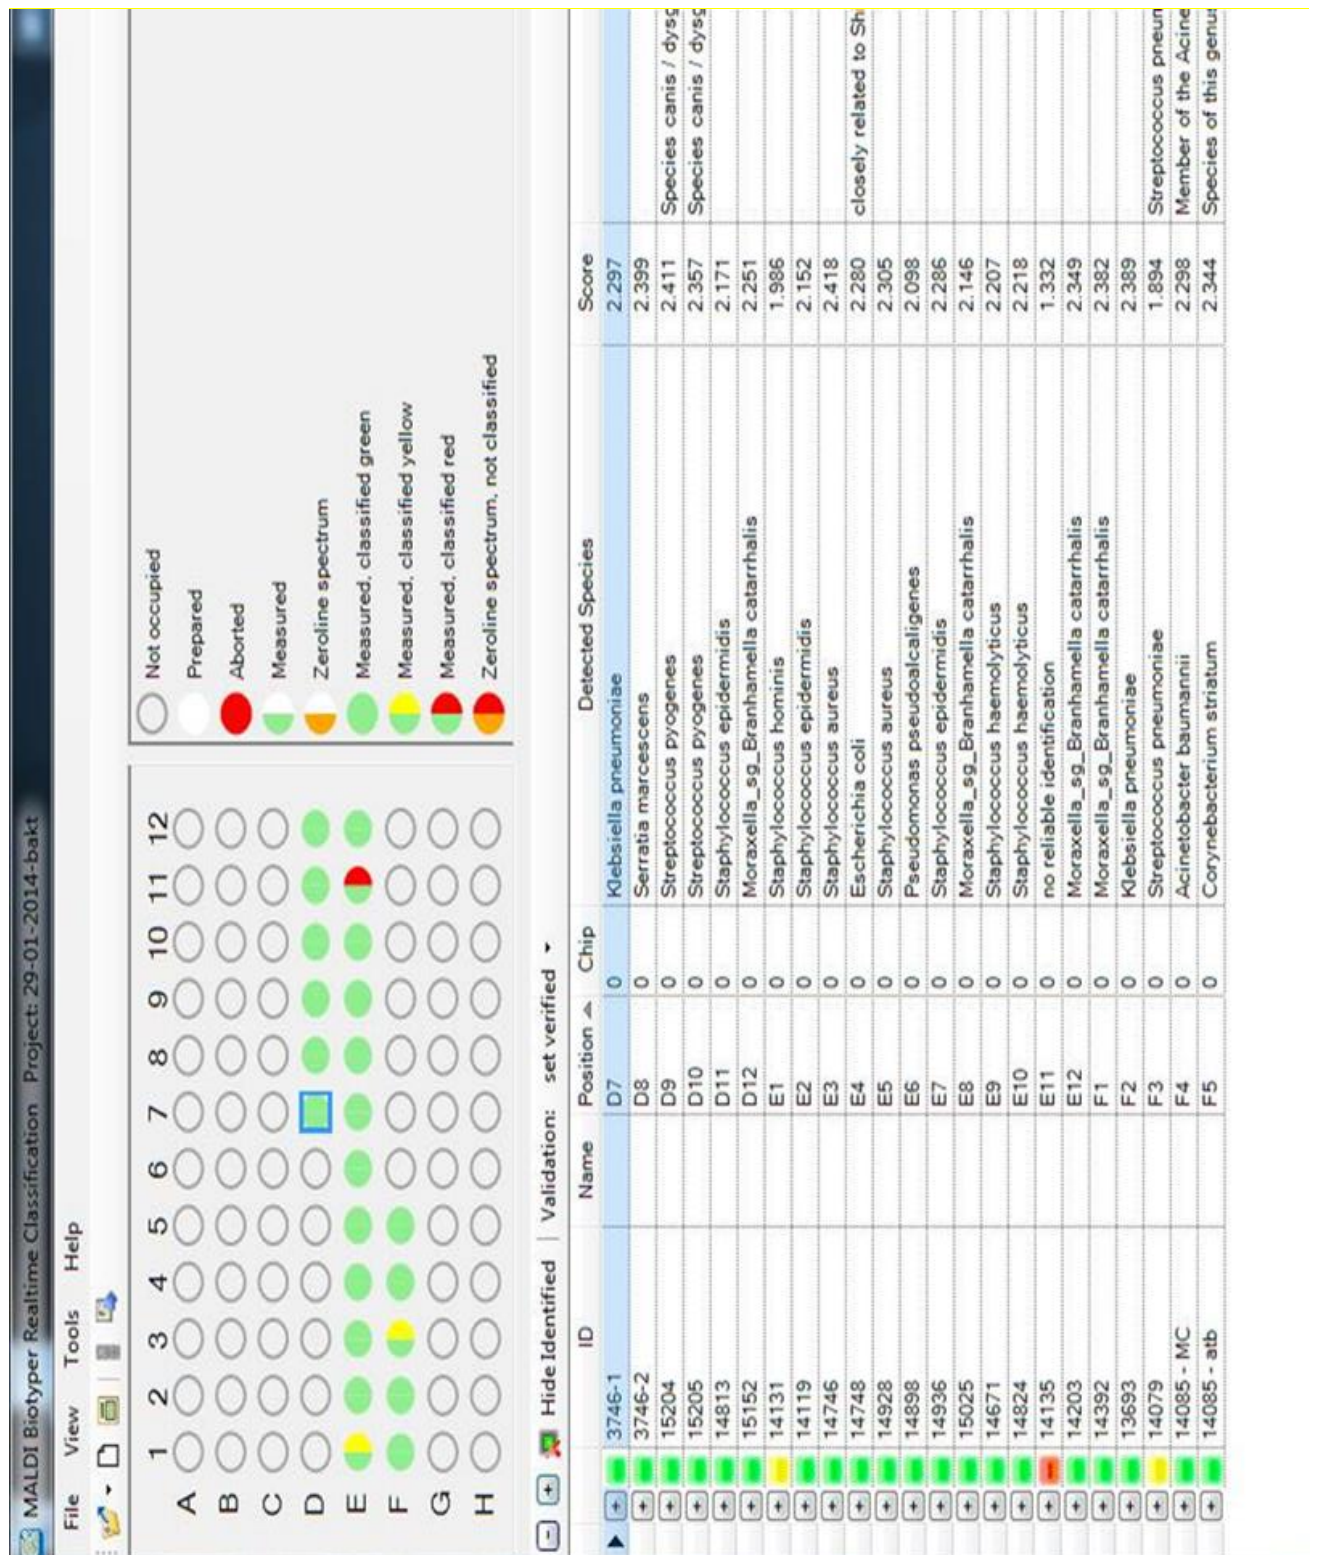 MALDI Biotyper Realtime Classification Project: 29-01-2014-bakt
File View Tools Help
1 2 3 4 5 6 7 8 9 10 11 12
A
B
C
D
E
F
G
H
Not occupied
Prepared
Aborted
Measured
Zeroline spectrum
Measured, classified green
Measured, classified yellow
Measured, classified red
Zeroline spectrum, not classified
Hide Identified Validation: set verified
ID Name Position Chip Detected Species Score
3746-1 D7 0 Klebsiella pneumoniae 2.297
3746-2 D8 0 Serratia marcescens 2.399
15204 D9 0 Streptococcus pyogenes 2.411 Species canis / dysg
15205 D10 0 Streptococcus pyogenes 2.357 Species canis / dysg
14813 D11 0 Staphylococcus epidermidis 2.171
15152 D12 0 Moraxella_sg_Branhamella catarrhalis 2.251
14131 E1 0 Staphylococcus hominis 1.986
14119 E2 0 Staphylococcus epidermidis 2.152
14746 E3 0 Staphylococcus aureus 2.418
14748 E4 0 Escherichia coli 2.280 closely related to Sh
14928 E5 0 Staphylococcus aureus 2.305
14898 E6 0 Pseudomonas pseudoalcaligenes 2.098
14936 E7 0 Staphylococcus epidermidis 2.286
15025 E8 0 Moraxella_sg_Branhamella catarrhalis 2.146
14671 E9 0 Staphylococcus haemolyticus 2.207
14824 E10 0 Staphylococcus haemolyticus 2.218
14135 E11 0 no reliable identification 1.332
14203 E12 0 Moraxella_sg_Branhamella catarrhalis 2.349
14392 F1 0 Moraxella_sg_Branhamella catarrhalis 2.382
13693 F2 0 Klebsiella pneumoniae 2.389
14079 F3 0 Streptococcus pneumoniae 1.894 Streptococcus pneun
14085 - MC F4 0 Acinetobacter baumannii 2.298 Member of the Acine
14085 - atb F5 0 Corynebacterium striatum 2.344 Species of this genus